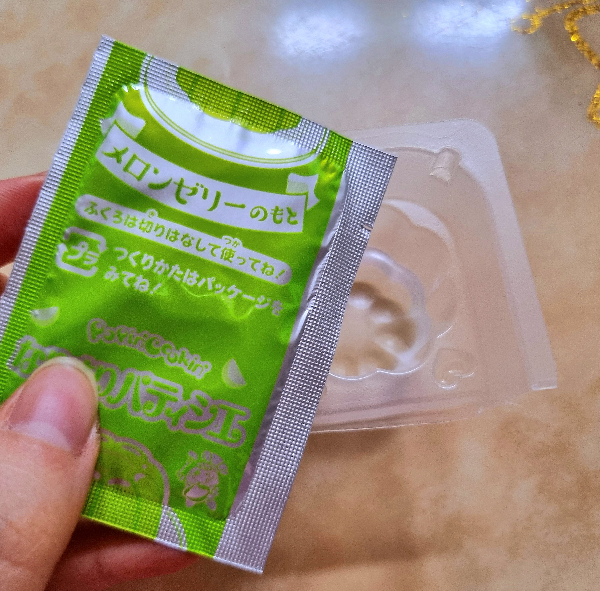 メロンゼリーのもと
ふくろは切りはなして使ってね!
つか
つくりかたはパッケージを
みてね!
パティシエ